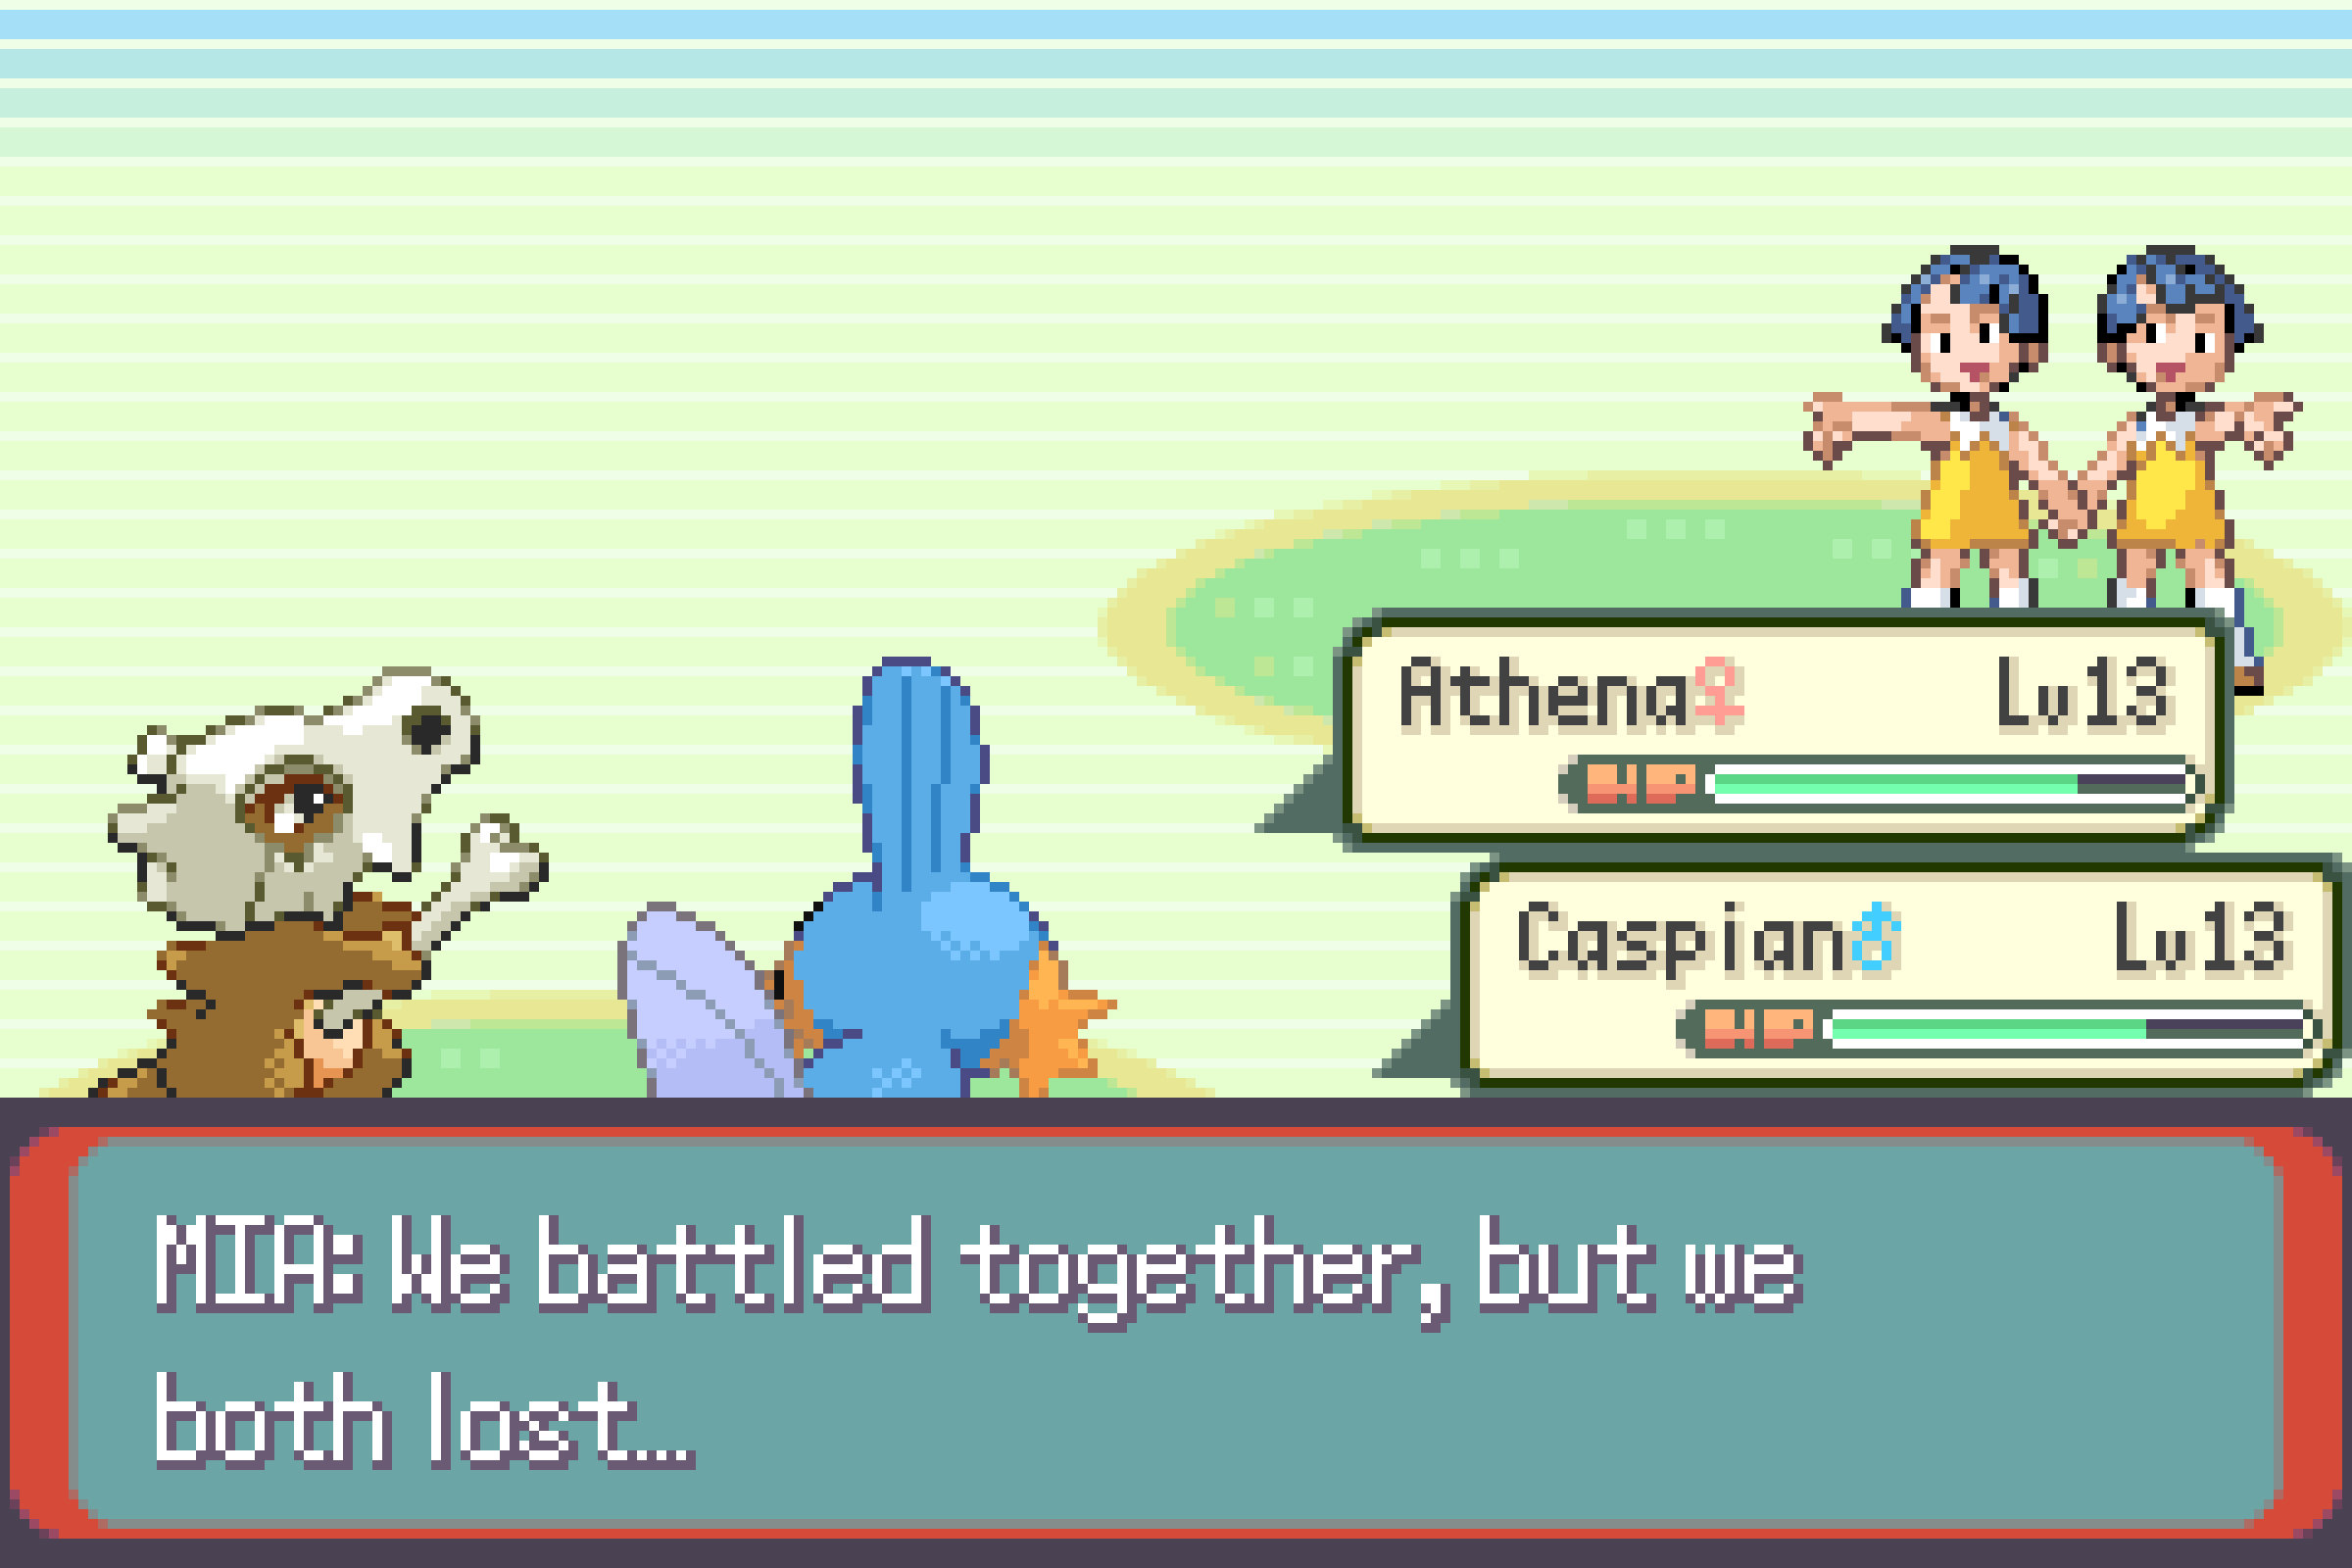 Athena♀ Lv13
HP
Caspian♂ Lv13
HP
MIA: We battled together, but we
both lost…